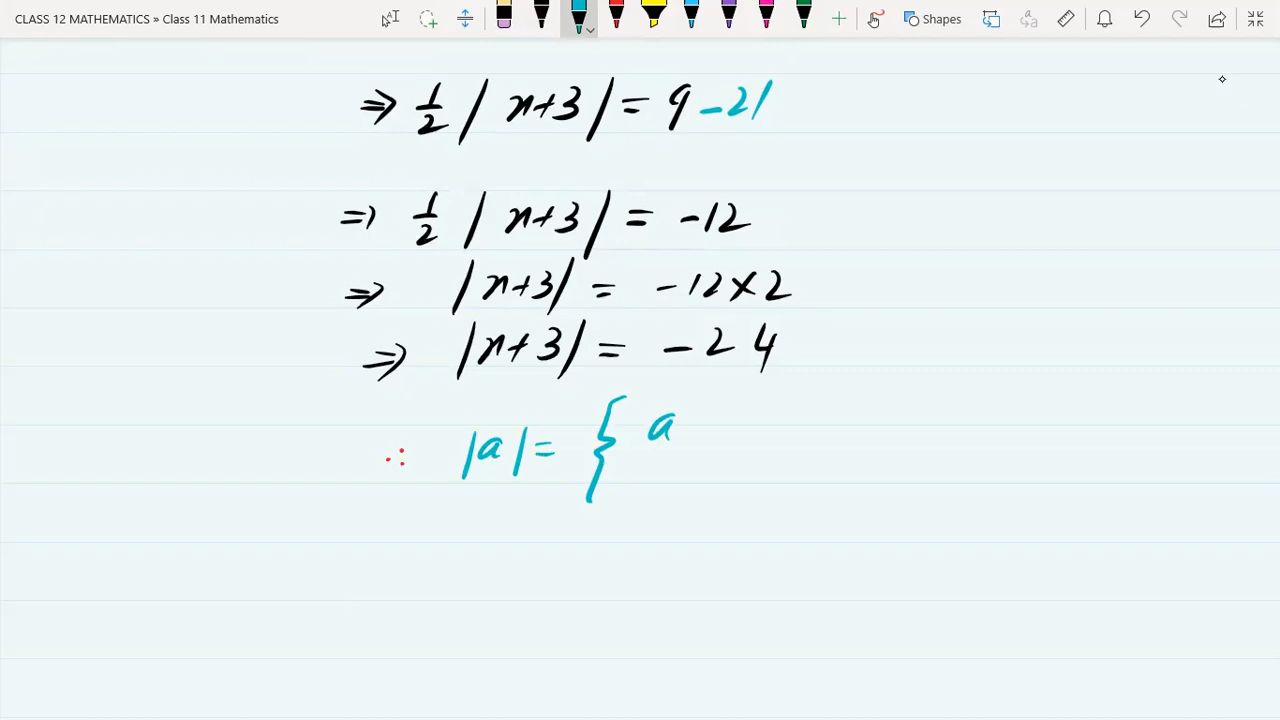 CLASS 12 MATHEMATICS » Class 11 Mathematics
Shapes
⇒ 1/2 |x+3| = 9 -21
⇒ 1/2 |x+3| = -12
⇒ |x+3| = -12×2
⇒ |x+3| = -24
∴ |a| = { a